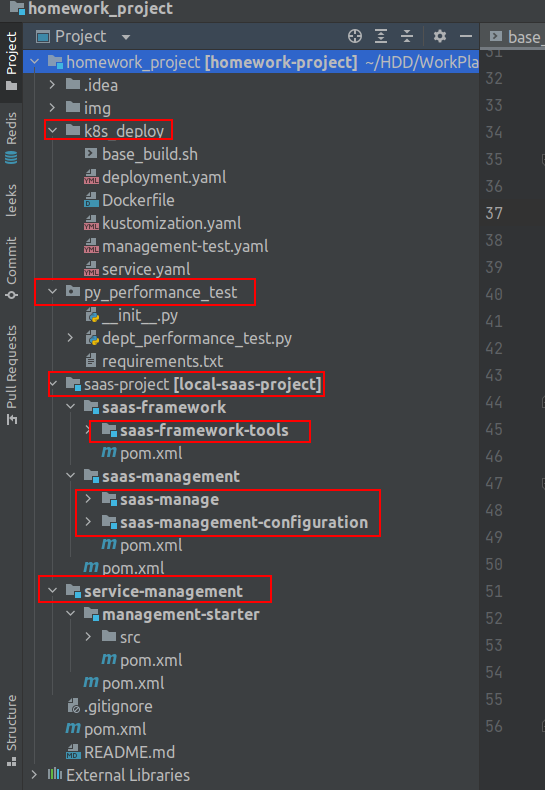 homework_project
Project
base_
homework_project [homework-project] ~/HDD/WorkPla
.idea
img
k8s_deploy
base_build.sh
YML deployment.yaml
D Dockerfile
YML kustomization.yaml
YML management-test.yaml
YML service.yaml
py_performance_test
__init__.py
dept_performance_test.py
requirements.txt
saas-project [local-saas-project]
saas-framework
saas-framework-tools
m pom.xml
saas-management
saas-manage
saas-management-configuration
m pom.xml
m pom.xml
service-management
management-starter
src
m pom.xml
m pom.xml
.gitignore
m pom.xml
MD README.md
External Libraries
Project
Redis
leeks
Commit
Pull Requests
Structure
31
32
33
34
35
36
37
38
39
40
41
42
43
44
45
46
47
48
49
50
51
52
53
54
55
56